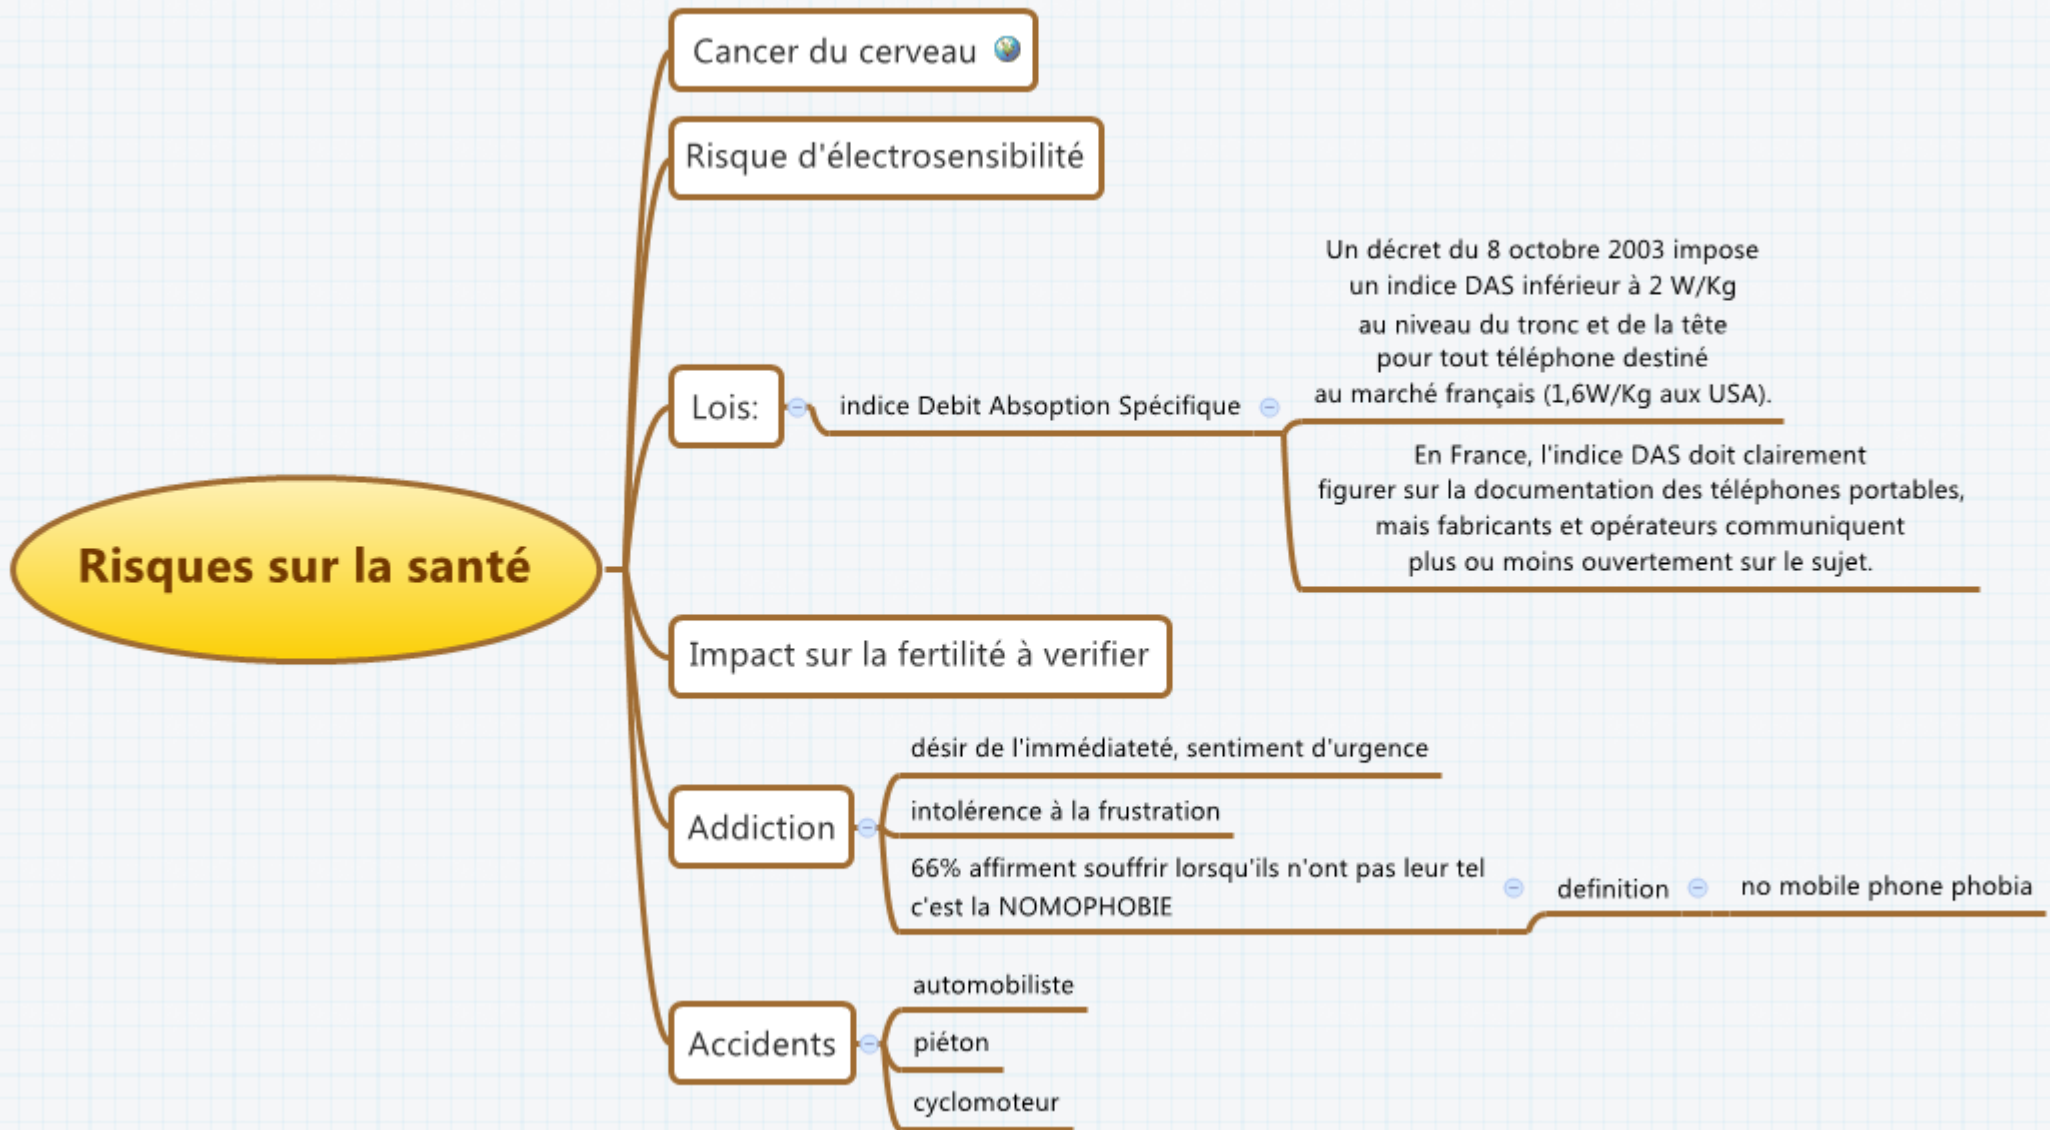 Cancer du cerveau
Risque d'électrosensibilité
Un décret du 8 octobre 2003 impose
un indice DAS inférieur à 2 W/Kg
au niveau du tronc et de la tête
pour tout téléphone destiné
au marché français (1,6W/Kg aux USA).
Lois:
indice Debit Absoption Spécifique
En France, l'indice DAS doit clairement
figurer sur la documentation des téléphones portables,
mais fabricants et opérateurs communiquent
plus ou moins ouvertement sur le sujet.
Risques sur la santé
Impact sur la fertilité à verifier
désir de l'immédiateté, sentiment d'urgence
Addiction
intolérence à la frustration
66% affirment souffrir lorsqu'ils n'ont pas leur tel
c'est la NOMOPHOBIE
definition
no mobile phone phobia
automobiliste
Accidents
piéton
cyclomoteur